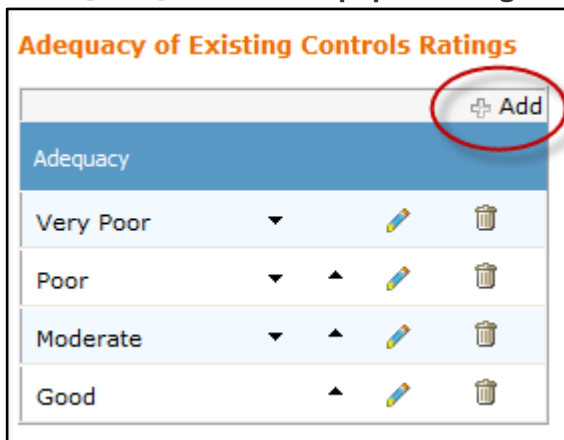 Adequacy of Existing Controls Ratings
Add
Adequacy
Very Poor
Poor
Moderate
Good